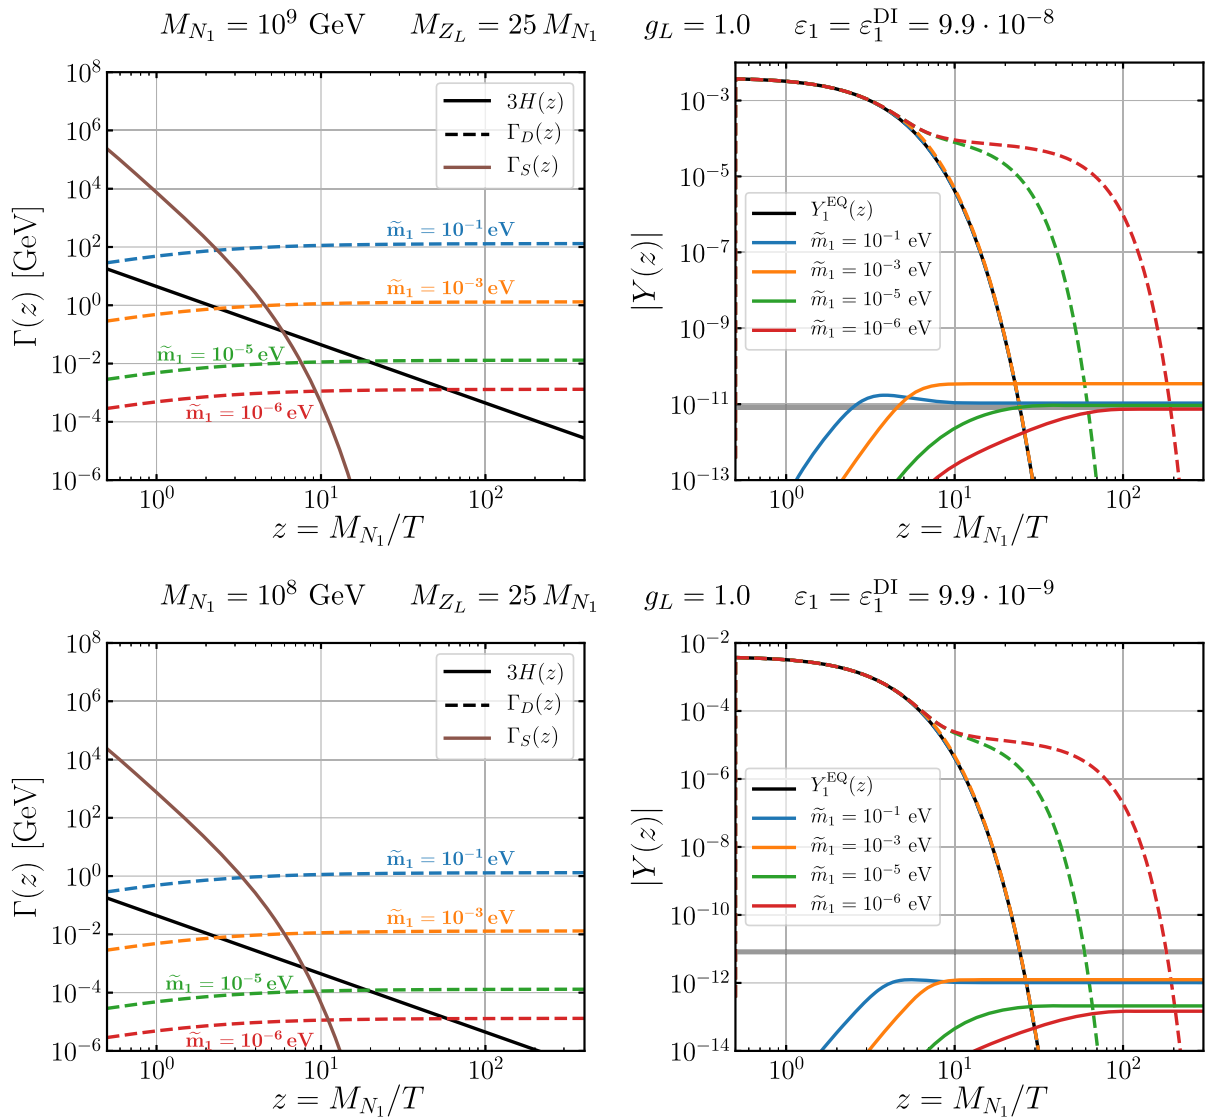 M_{N_1} = 10^9 GeV M_{Z_L} = 25 M_{N_1} g_L = 1.0 ε_1 = ε_1^{DI} = 9.9 · 10^{-8}
10^8
10^6
10^4
10^2
10^0
10^{-2}
10^{-4}
10^{-6}
Γ(z) [GeV]
3H(z)
Γ_D(z)
Γ_S(z)
m̃_1 = 10^{-1} eV
m̃_1 = 10^{-3} eV
m̃_1 = 10^{-5} eV
m̃_1 = 10^{-6} eV
10^0 10^1 10^2
z = M_{N_1}/T
10^{-3}
10^{-5}
10^{-7}
10^{-9}
10^{-11}
10^{-13}
|Y(z)|
Y_1^{EQ}(z)
m̃_1 = 10^{-1} eV
m̃_1 = 10^{-3} eV
m̃_1 = 10^{-5} eV
m̃_1 = 10^{-6} eV
10^0 10^1 10^2
z = M_{N_1}/T
M_{N_1} = 10^8 GeV M_{Z_L} = 25 M_{N_1} g_L = 1.0 ε_1 = ε_1^{DI} = 9.9 · 10^{-9}
10^8
10^6
10^4
10^2
10^0
10^{-2}
10^{-4}
10^{-6}
Γ(z) [GeV]
3H(z)
Γ_D(z)
Γ_S(z)
m̃_1 = 10^{-1} eV
m̃_1 = 10^{-3} eV
m̃_1 = 10^{-5} eV
m̃_1 = 10^{-6} eV
10^0 10^1 10^2
z = M_{N_1}/T
10^{-2}
10^{-4}
10^{-6}
10^{-8}
10^{-10}
10^{-12}
10^{-14}
|Y(z)|
Y_1^{EQ}(z)
m̃_1 = 10^{-1} eV
m̃_1 = 10^{-3} eV
m̃_1 = 10^{-5} eV
m̃_1 = 10^{-6} eV
10^0 10^1 10^2
z = M_{N_1}/T